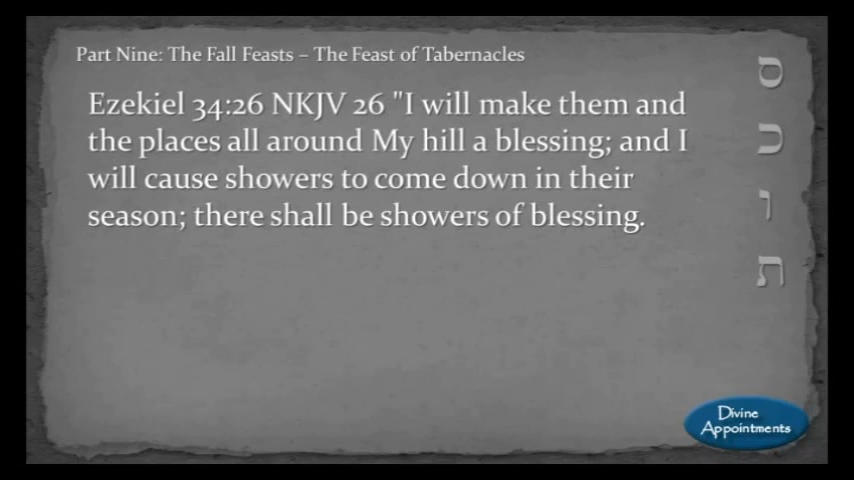 Part Nine: The Fall Feasts – The Feast of Tabernacles
Ezekiel 34:26 NKJV 26 "I will make them and
the places all around My hill a blessing; and I
will cause showers to come down in their
season; there shall be showers of blessing.
ס
ט
י
ת
Divine
Appointments